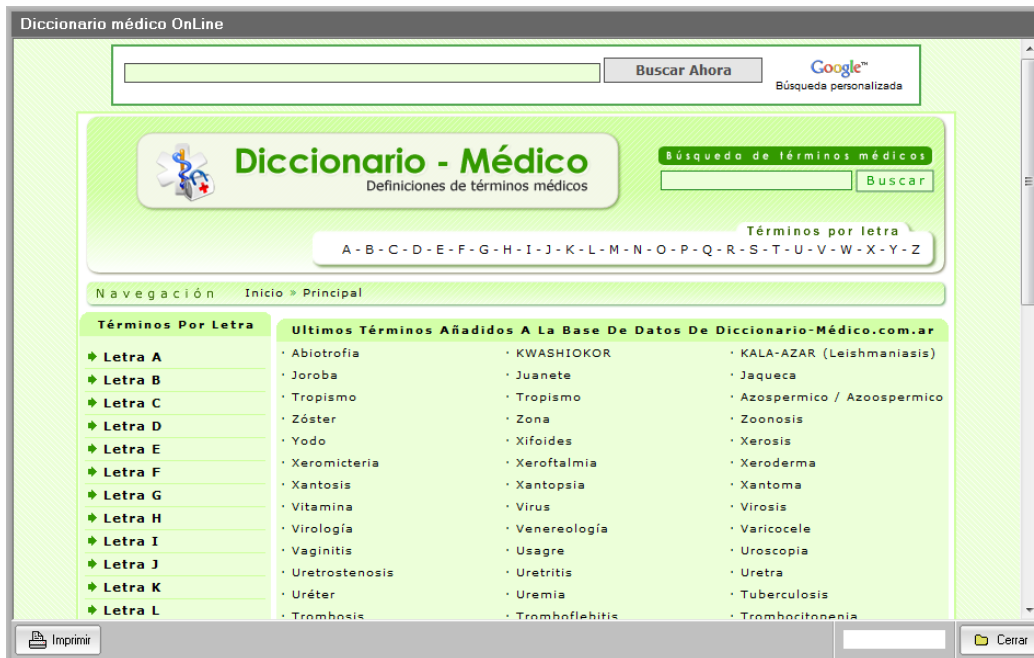 Diccionario médico OnLine
Buscar Ahora
Google™
Búsqueda personalizada
Diccionario - Médico
Definiciones de términos médicos
Búsqueda de términos médicos
Buscar
Términos por letra
A - B - C - D - E - F - G - H - I - J - K - L - M - N - O - P - Q - R - S - T - U - V - W - X - Y - Z
Navegación Inicio » Principal
Términos Por Letra
Letra A
Letra B
Letra C
Letra D
Letra E
Letra F
Letra G
Letra H
Letra I
Letra J
Letra K
Letra L
Ultimos Términos Añadidos A La Base De Datos De Diccionario-Médico.com.ar
· Abiotrofia · KWASHIOKOR · KALA-AZAR (Leishmaniasis)
· Joroba · Juanete · Jaqueca
· Tropismo · Tropismo · Azospermico / Azoospermico
· Zóster · Zona · Zoonosis
· Yodo · Xifoides · Xerosis
· Xeromicteria · Xeroftalmia · Xeroderma
· Xantosis · Xantopsia · Xantoma
· Vitamina · Virus · Virosis
· Virología · Venereología · Varicocele
· Vaginitis · Usagre · Uroscopia
· Uretrostenosis · Uretritis · Uretra
· Uréter · Uremia · Tuberculosis
· Trombosis · Tromboflebitis · Trombocitopenia
Imprimir
Cerrar